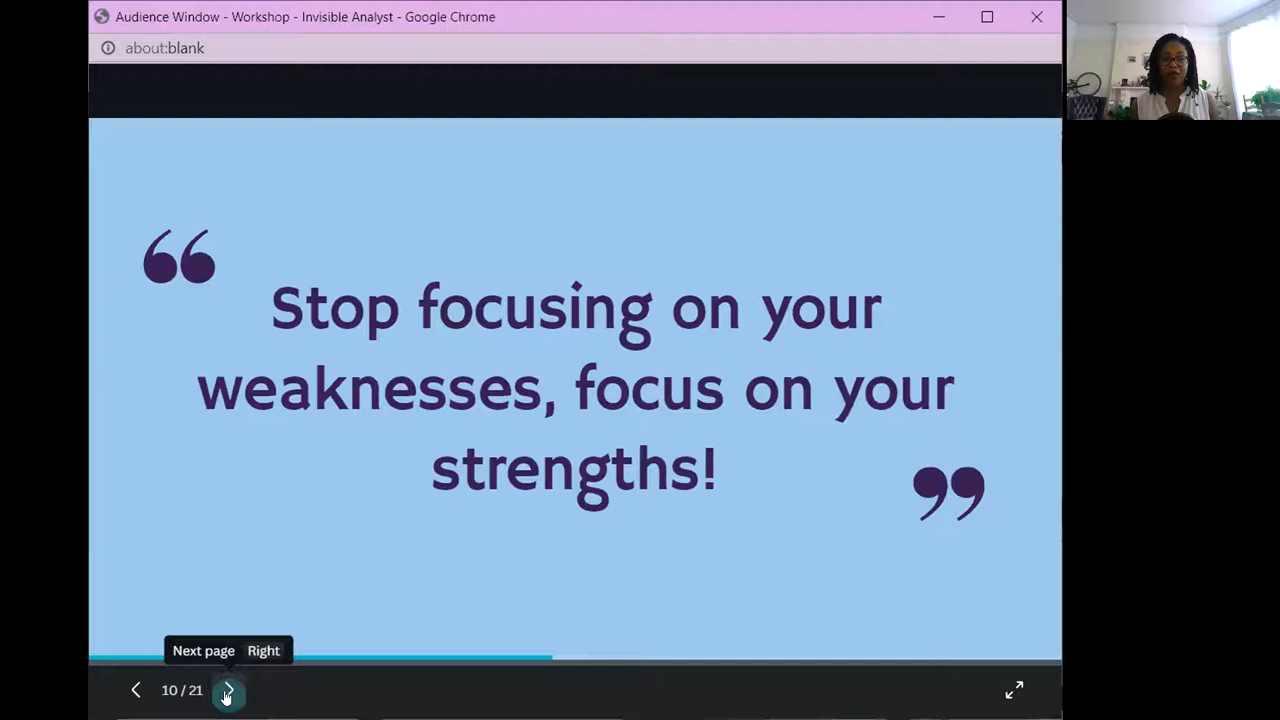 Audience Window - Workshop - Invisible Analyst - Google Chrome
about:blank
“
Stop focusing on your
weaknesses, focus on your
strengths!
”
Next page Right
10 / 21